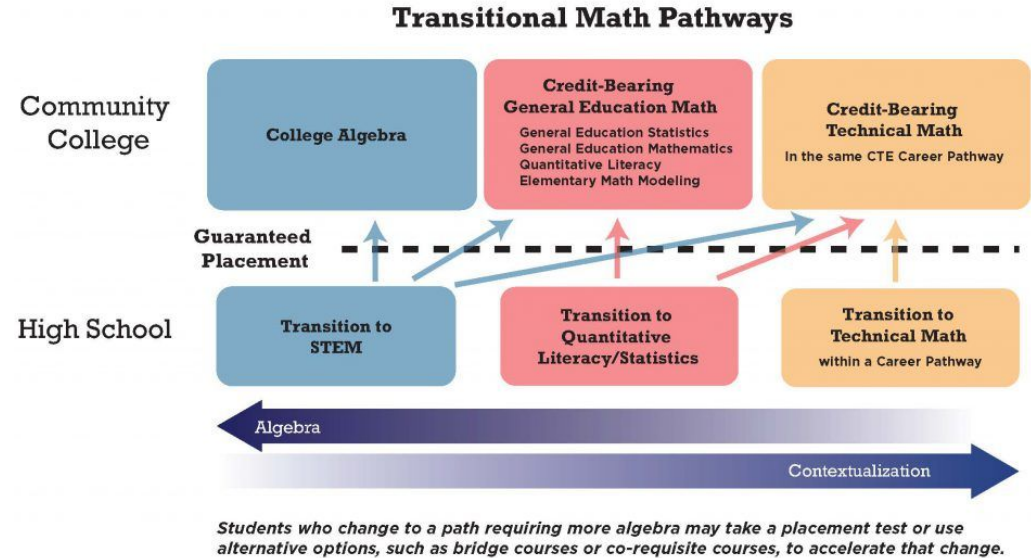 Transitional Math Pathways
Community
College
College Algebra
Credit-Bearing
General Education Math
General Education Statistics
General Education Mathematics
Quantitative Literacy
Elementary Math Modeling
Credit-Bearing
Technical Math
In the same CTE Career Pathway
Guaranteed
Placement
High School
Transition to
STEM
Transition to
Quantitative
Literacy/Statistics
Transition to
Technical Math
within a Career Pathway
Algebra
Contextualization
Students who change to a path requiring more algebra may take a placement test or use
alternative options, such as bridge courses or co-requisite courses, to accelerate that change.